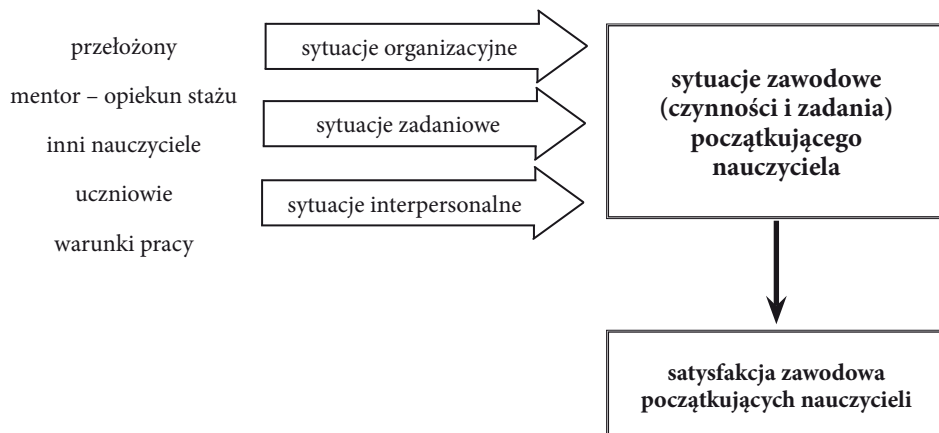 przełożony
mentor – opiekun stażu
inni nauczyciele
uczniowie
warunki pracy
sytuacje organizacyjne
sytuacje zadaniowe
sytuacje interpersonalne
sytuacje zawodowe
(czynności i zadania)
początkującego
nauczyciela
satysfakcja zawodowa
początkujących nauczycieli